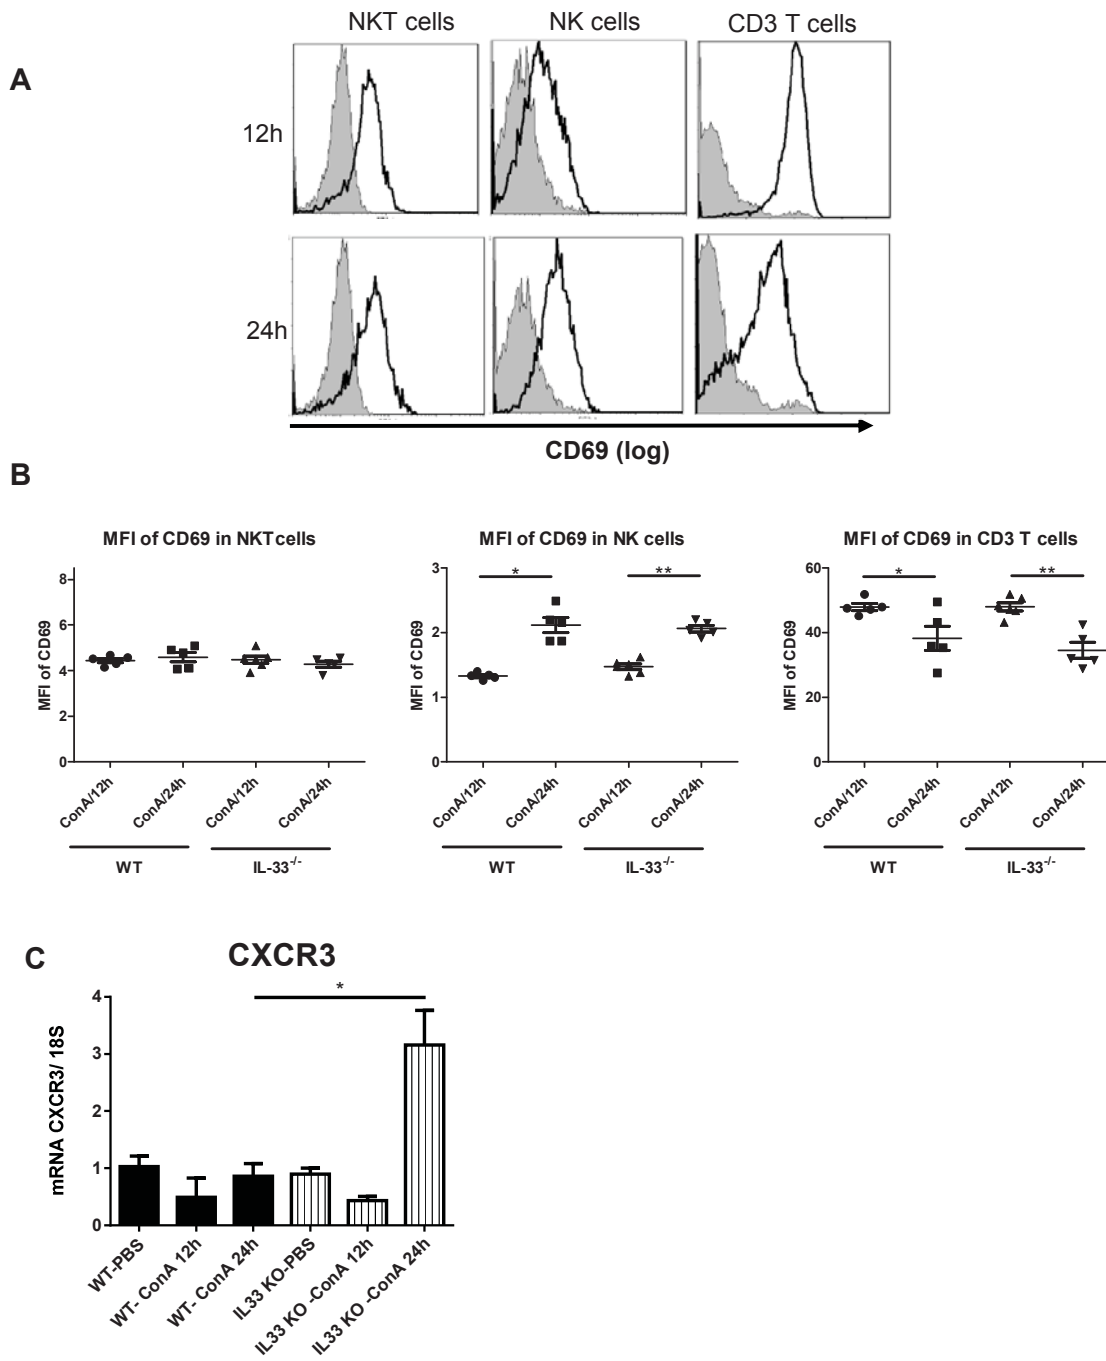 A
NKT cells NK cells CD3 T cells
12h
24h
CD69 (log)
B
MFI of CD69 in NKTcells
MFI of CD69
8
6
4
2
0
ConA/12h ConA/24h ConA/12h ConA/24h
WT IL-33-/-
MFI of CD69 in NK cells
MFI of CD69
3
2
1
0
* **
ConA/12h ConA/24h ConA/12h ConA/24h
WT IL-33-/-
MFI of CD69 in CD3 T cells
MFI of CD69
60
40
20
0
* **
ConA/12h ConA/24h ConA/12h ConA/24h
WT IL-33-/-
C
CXCR3
*
mRNA CXCR3/ 18S
4
3
2
1
0
WT-PBS
WT- ConA 12h
WT- ConA 24h
IL33 KO-PBS
IL33 KO -ConA 12h
IL33 KO -ConA 24h